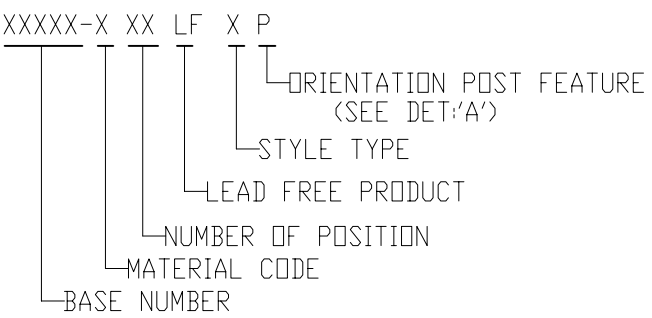 XXXXX-X XX LF X P
ORIENTATION POST FEATURE
(SEE DET:'A')
STYLE TYPE
LEAD FREE PRODUCT
NUMBER OF POSITION
MATERIAL CODE
BASE NUMBER